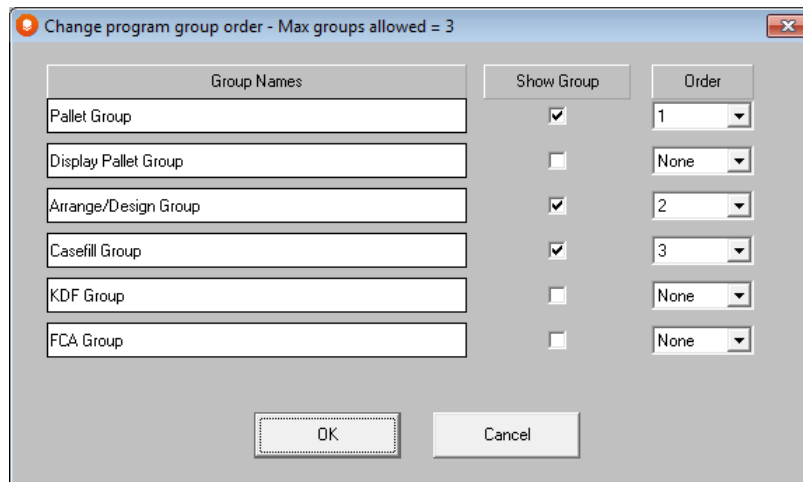 Change program group order - Max groups allowed = 3
Group Names Show Group Order
Pallet Group 1
Display Pallet Group None
Arrange/Design Group 2
Casefill Group 3
KDF Group None
FCA Group None
OK Cancel